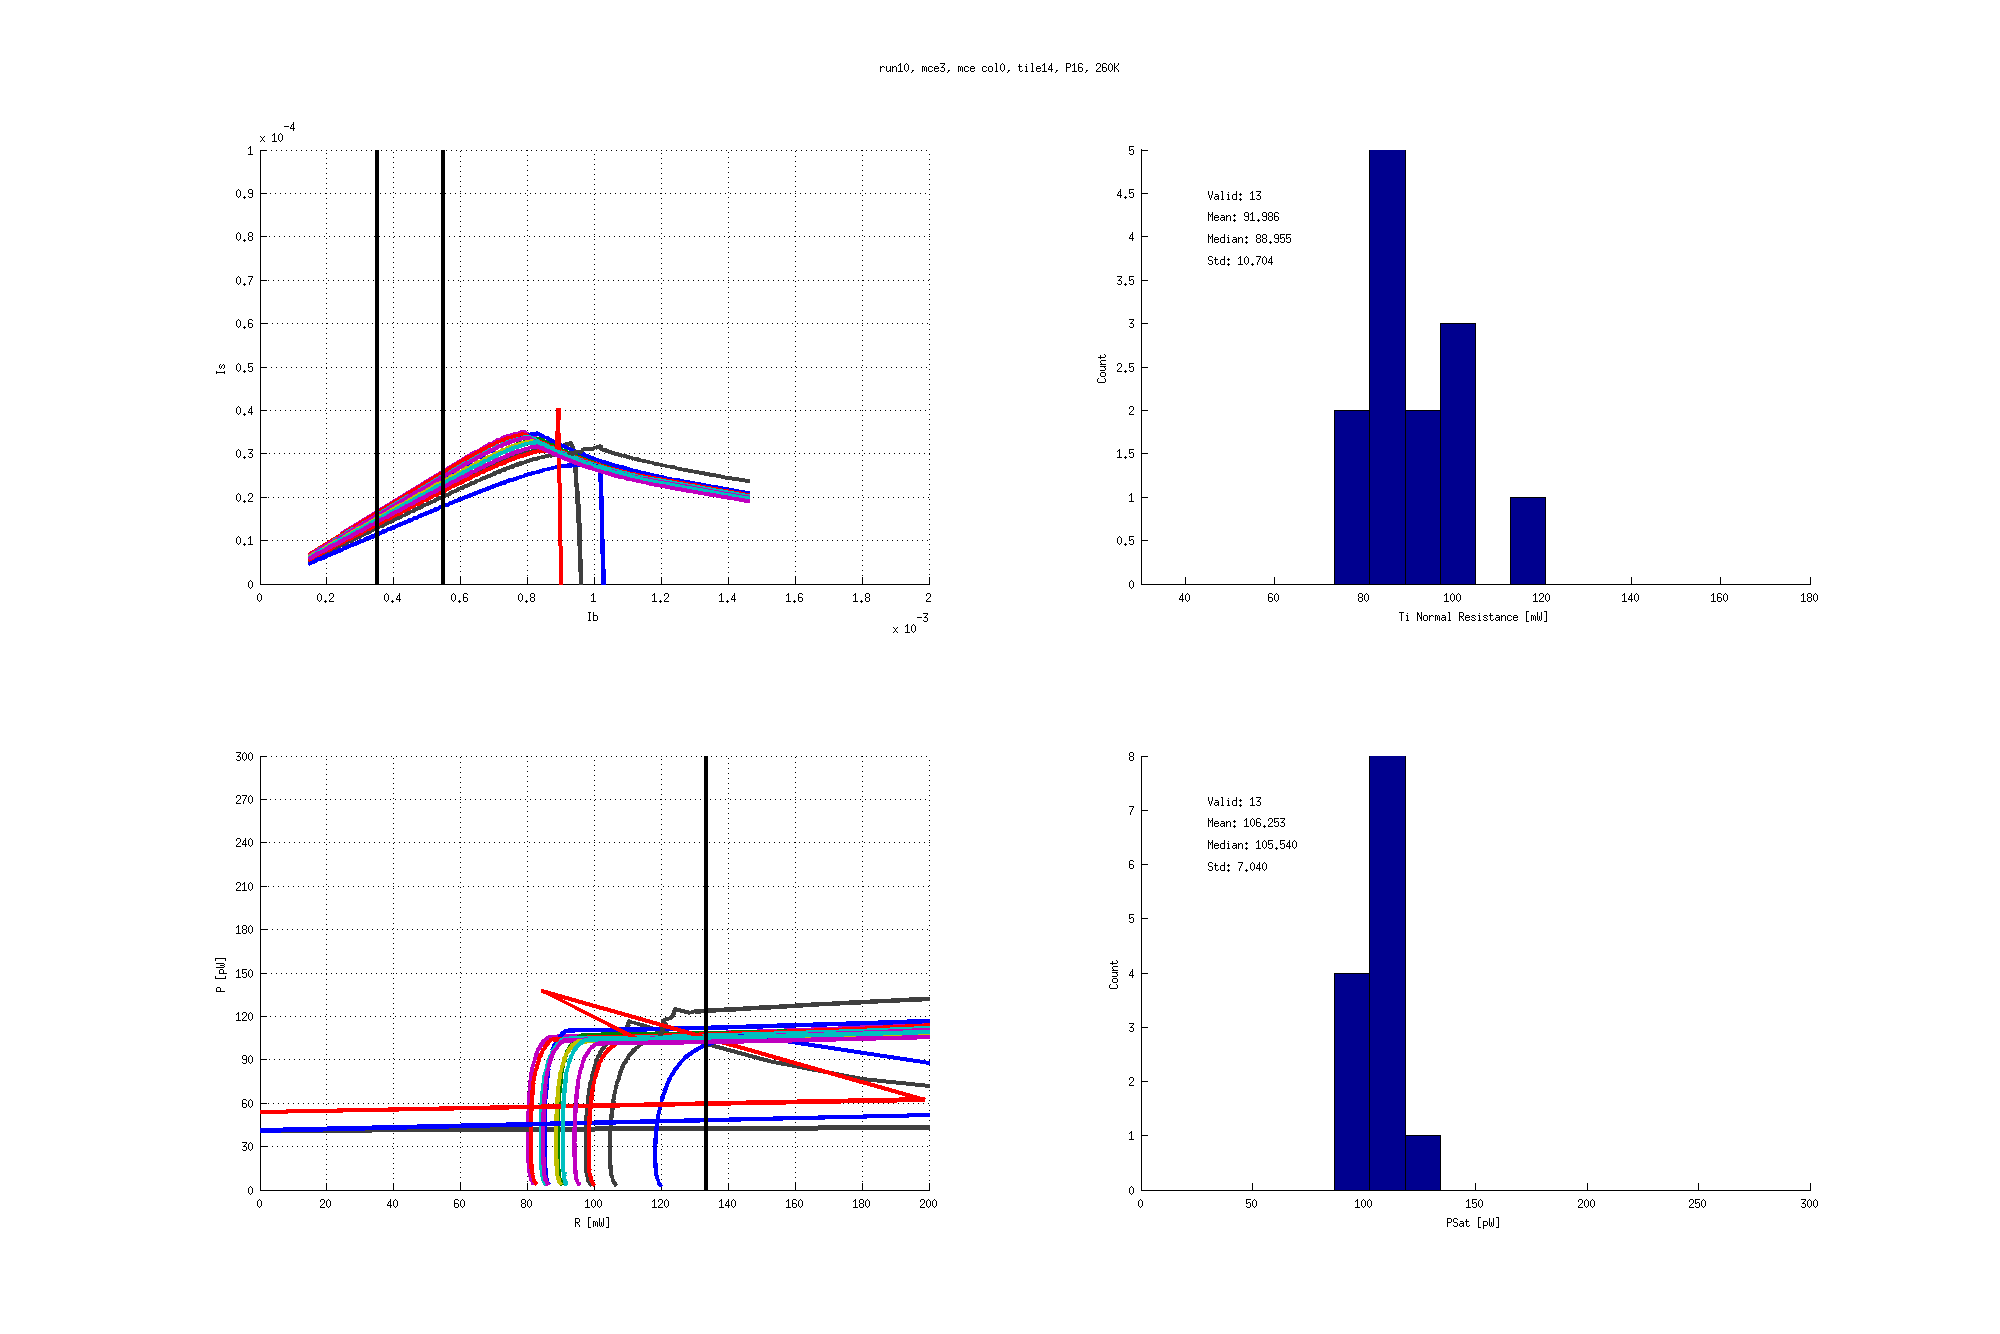 run10, mce3, mce col0, tile14, P16, 260K
x 10^-4
1
0.9
0.8
0.7
0.6
0.5
0.4
0.3
0.2
0.1
0
Is
0 0.2 0.4 0.6 0.8 1 1.2 1.4 1.6 1.8 2
Ib
x 10^-3
5
4.5
4
3.5
3
2.5
2
1.5
1
0.5
0
Count
Valid: 13
Mean: 91.986
Median: 88.955
Std: 10.704
40 60 80 100 120 140 160 180
Ti Normal Resistance [mW]
300
270
240
210
180
150
120
90
60
30
0
P [pW]
0 20 40 60 80 100 120 140 160 180 200
R [mW]
8
7
6
5
4
3
2
1
0
Count
Valid: 13
Mean: 106.253
Median: 105.540
Std: 7.040
0 50 100 150 200 250 300
PSat [pW]